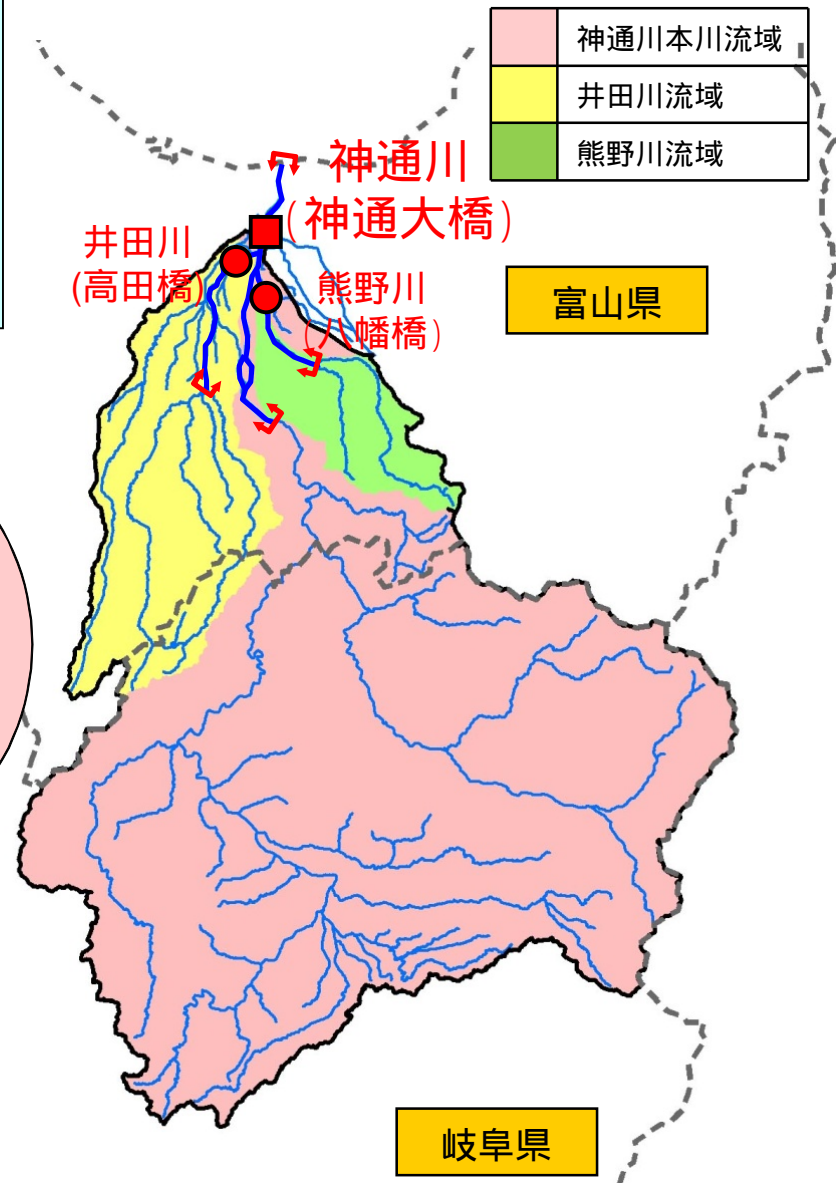 神通川本川流域
井田川流域
熊野川流域
神通川
(神通大橋)
井田川
(高田橋)
熊野川
(八幡橋)
富山県
岐阜県